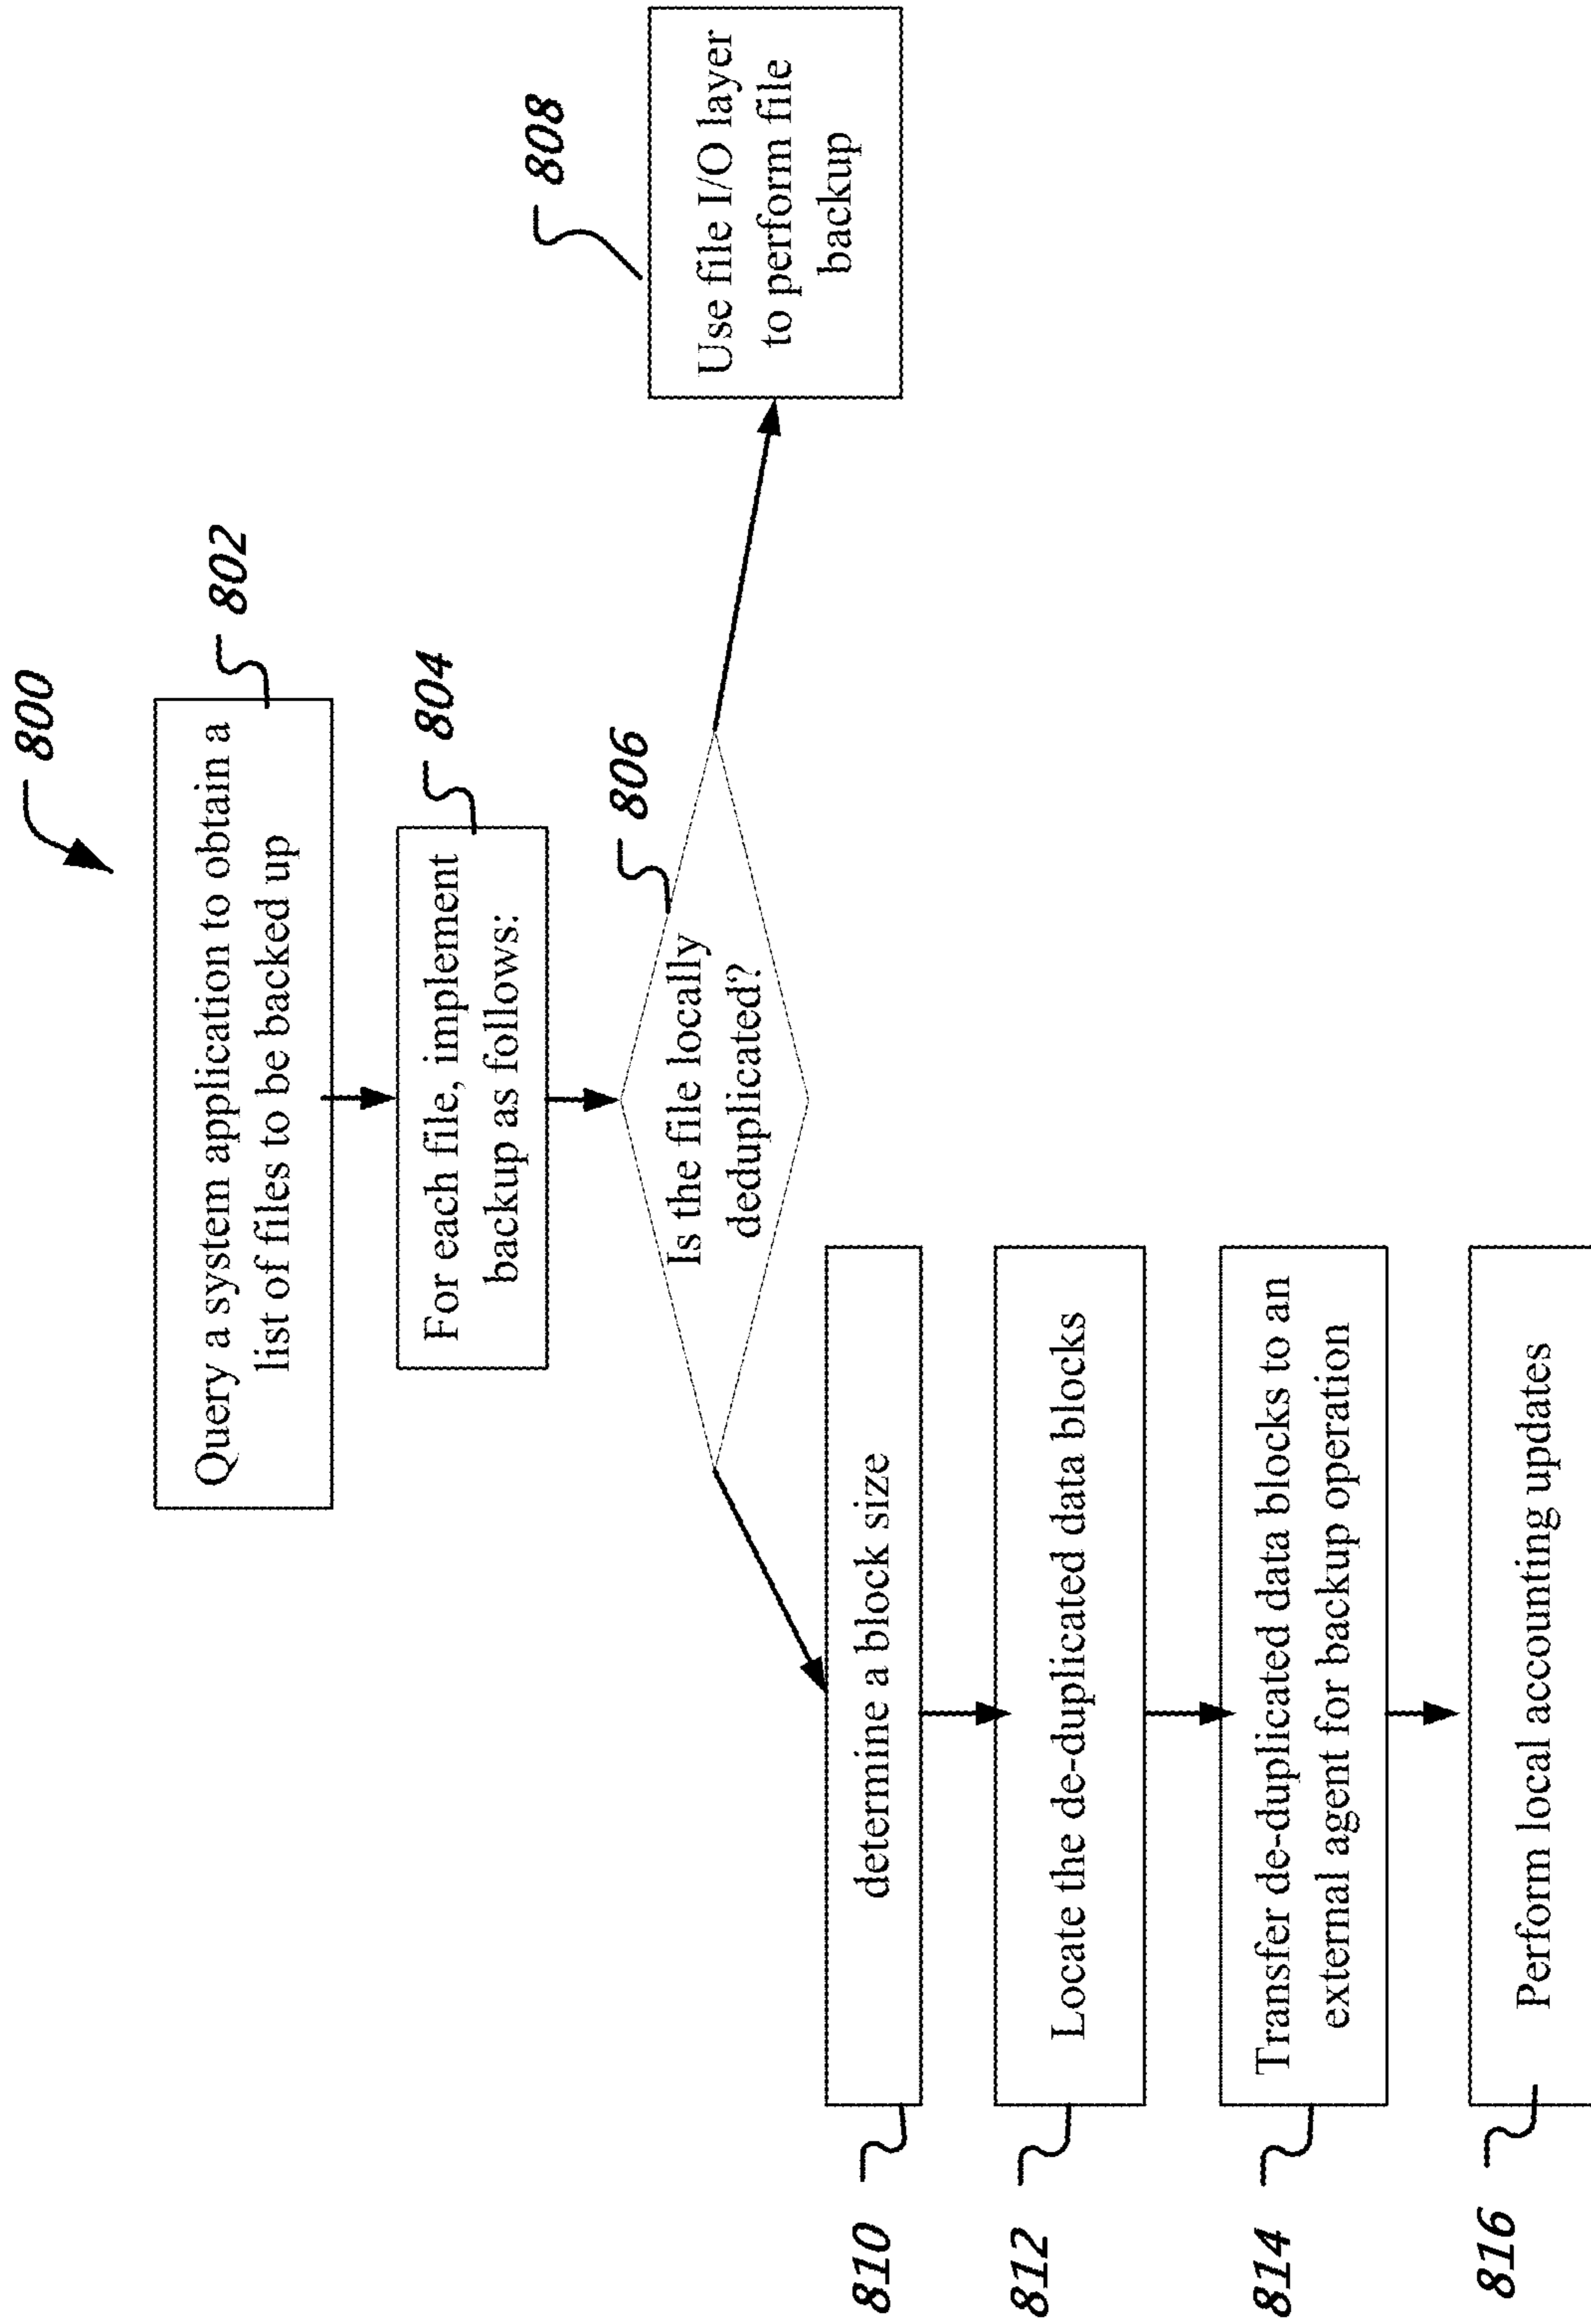 800
Query a system application to obtain a
list of files to be backed up
802
For each file, implement
backup as follows:
804
Is the file locally
deduplicated?
806
Use file I/O layer
to perform file
backup
808
determine a block size
810
Locate the de-duplicated data blocks
812
Transfer de-duplicated data blocks to an
external agent for backup operation
814
Perform local accounting updates
816